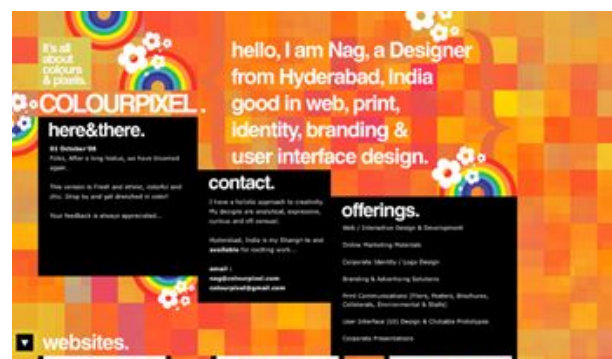 it's all
about
colours
& pixels.
COLOURPIXEL.
hello, I am Nag, a Designer
from Hyderabad, India
good in web, print,
identity, branding &
user interface design.
here&there.
01 October'08
Folks, After a long hiatus, we have bloomed
again.
This version is Fresh and ethnic, colorful and
chic. Drop by and get drenched in color!
Your feedback is always appreciated...
contact.
I have a holistic approach to creativity.
My designs are analytical, expressive,
curious and oft sensual.
Hyderabad, India is my Shangri-la and
available for exciting work...
email :
nag@colourpixel.com
colourpixel@gmail.com
offerings.
Web / Interactive Design & Development
Online Marketing Materials
Corporate Identity / Logo Design
Branding & Advertising Solutions
Print Communications (Fliers, Posters, Brochures,
Collaterals, Environmental & Stalls)
User Interface (UI) Design & Clickable Prototypes
Corporate Presentations
websites.